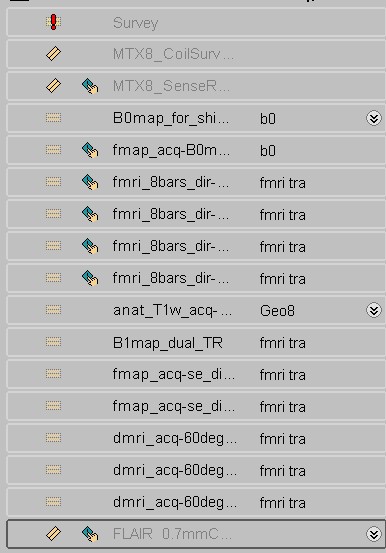 Survey
MTX8_CoilSurv...
MTX8_SenseR...
B0map_for_shi... b0
fmap_acq-B0m... b0
fmri_8bars_dir-... fmri tra
fmri_8bars_dir-... fmri tra
fmri_8bars_dir-... fmri tra
fmri_8bars_dir-... fmri tra
anat_T1w_acq-... Geo8
B1map_dual_TR fmri tra
fmap_acq-se_di... fmri tra
fmap_acq-se_di... fmri tra
dmri_acq-60deg... fmri tra
dmri_acq-60deg... fmri tra
dmri_acq-60deg... fmri tra
FLAIR_0.7mmC...